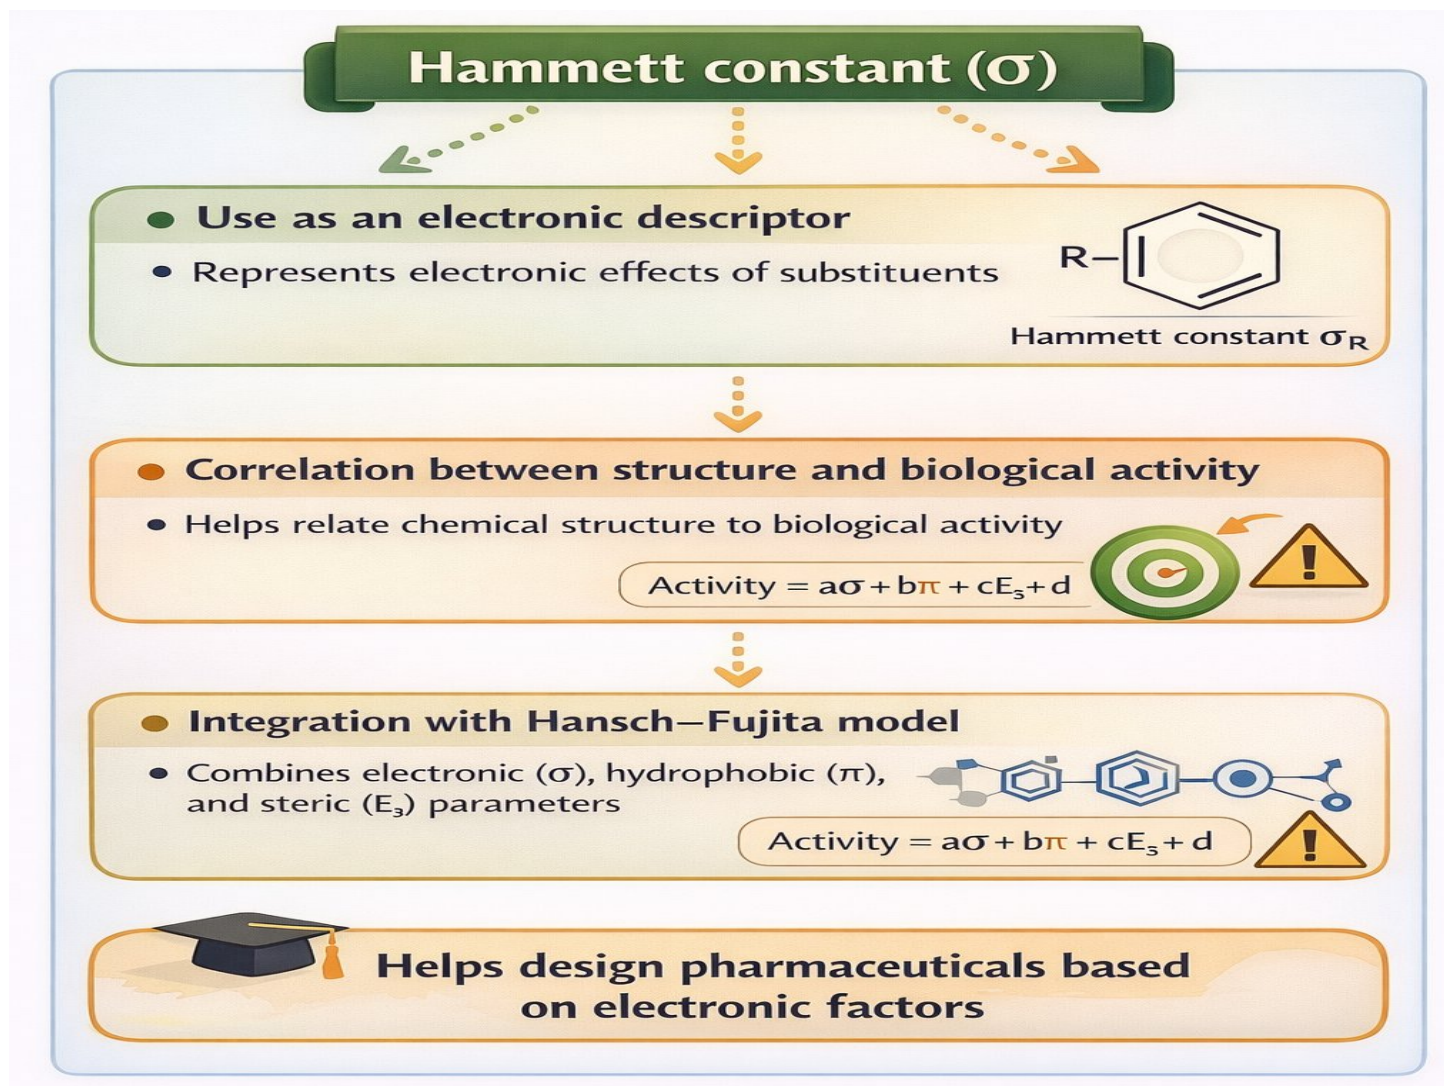 Hammett constant (σ)
Use as an electronic descriptor
Represents electronic effects of substituents
R
Hammett constant σ_R
Correlation between structure and biological activity
Helps relate chemical structure to biological activity
Activity = aσ + bπ + cE₃+ d
Integration with Hansch–Fujita model
Combines electronic (σ), hydrophobic (π),
and steric (E₃) parameters
Activity = aσ + bπ + cE₃ + d
Helps design pharmaceuticals based
on electronic factors